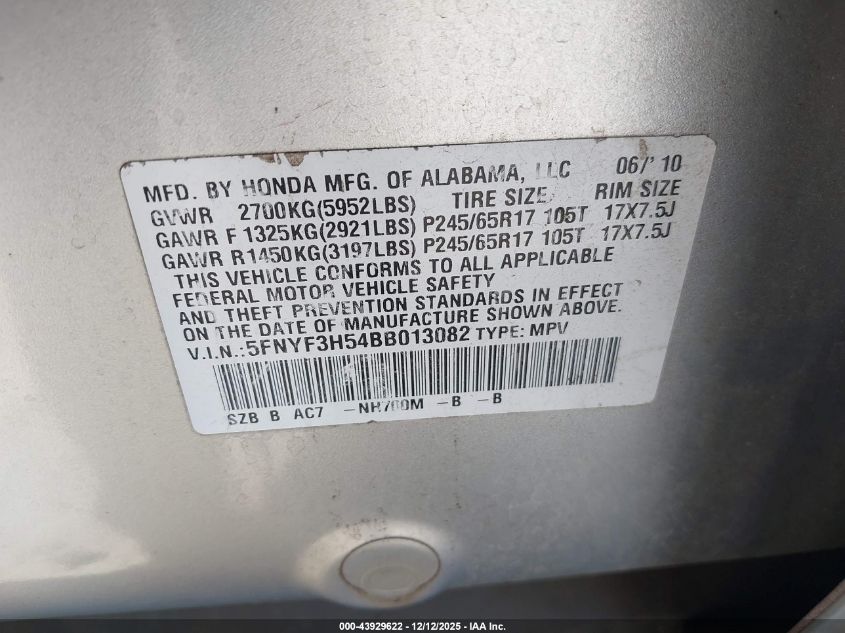 MFD. BY HONDA MFG. OF ALABAMA, LLC 06/'10
GVWR 2700KG(5952LBS) TIRE SIZE RIM SIZE
GAWR F 1325KG(2921LBS) P245/65R17 105T 17X7.5J
GAWR R1450KG(3197LBS) P245/65R17 105T 17X7.5J
THIS VEHICLE CONFORMS TO ALL APPLICABLE
FEDERAL MOTOR VEHICLE SAFETY
AND THEFT PREVENTION STANDARDS IN EFFECT
ON THE DATE OF MANUFACTURE SHOWN ABOVE.
V.I.N.:5FNYF3H54BB013082 TYPE: MPV
SZB B AC7 -NH700M -B -B
000-43929622 - 12/12/2025 - IAA Inc.